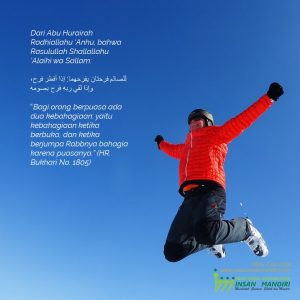 Dari Abu Hurairah
Radhiallahu 'Anhu, bahwa
Rasulullah Shallallahu
'Alaihi wa Sallam:
للصائم فرحتان يفرحهما: إذا أفطر فرح،
وإذا لقي ربه فرح بصومه
"Bagi orang berpuasa ada
dua kebahagiaan: yaitu
kebahagiaan ketika
berbuka, dan ketika
berjumpa Rabbnya bahagia
karena puasanya." (HR.
Bukhari No. 1805)
INSAN MANDIRI